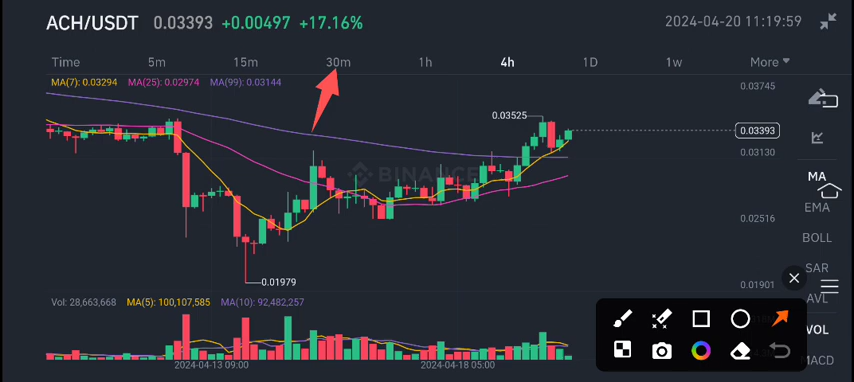 ACH/USDT 0.03393 +0.00497 +17.16% 2024-04-20 11:19:59
Time 5m 15m 30m 1h 4h 1D 1w More
MA(7): 0.03294 MA(25): 0.02974 MA(99): 0.03144
0.03745
0.03525
0.03393
0.03130
BINANCE
MA
EMA
0.02516
BOLL
SAR
0.01979
0.01901
AVL
Vol: 28,663,668 MA(5): 100,107,585 MA(10): 92,482,257
VOL
MACD
2024-04-13 09:00 2024-04-18 05:00